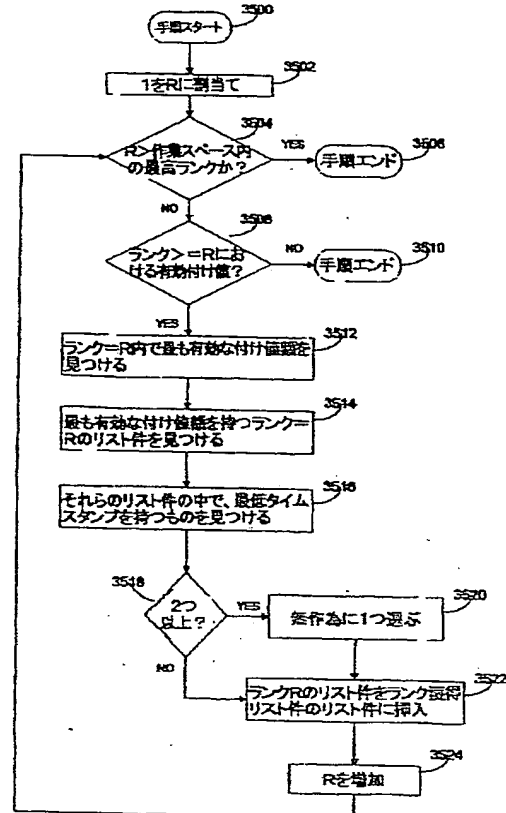 手順スタート
3500
1をRに割当て
3502
R>作業スペース内
の最高ランクか?
3504
YES
手順エンド
3506
NO
ランク>=Rにお
ける有効付け値?
3508
NO
手順エンド
3510
YES
ランク=R内で最も有効な付け値額を
見つける
3512
最も有効な付け値額を持つランク=
Rのリスト件を見つける
3514
それらのリスト件の中で、最低タイム
スタンプを持つものを見つける
3516
2つ
以上?
3518
YES
無作為に1つ選ぶ
3520
NO
ランクRのリスト件をランク獲得
リスト件のリスト件に挿入
3522
Rを増加
3524